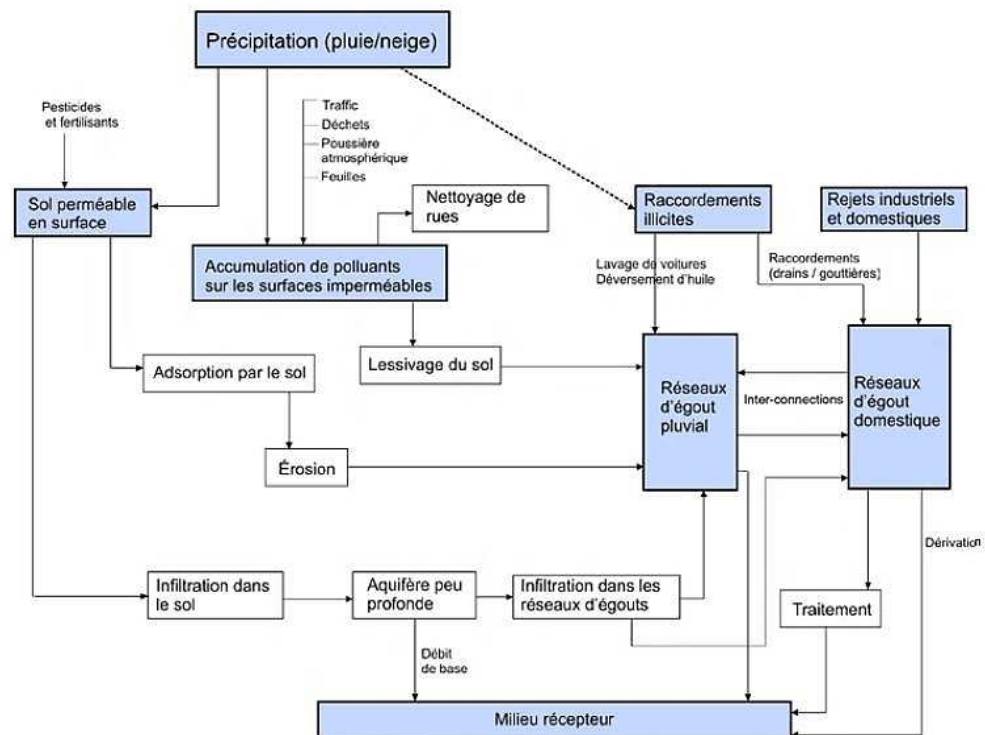 Précipitation (pluie/neige)
Pesticides
et fertilisants
Traffic
Déchets
Poussière
atmosphérique
Feuilles
Sol perméable
en surface
Nettoyage de
rues
Raccordements
illicites
Rejets industriels
et domestiques
Accumulation de polluants
sur les surfaces imperméables
Lavage de voitures
Déversement d'huile
Raccordements
(drains / gouttières)
Adsorption par le sol
Lessivage du sol
Réseaux
d'égout
pluvial
Inter-connections
Réseaux
d'égout
domestique
Érosion
Dérivation
Infiltration dans
le sol
Aquifère peu
profonde
Infiltration dans les
réseaux d'égouts
Traitement
Débit
de base
Milieu récepteur